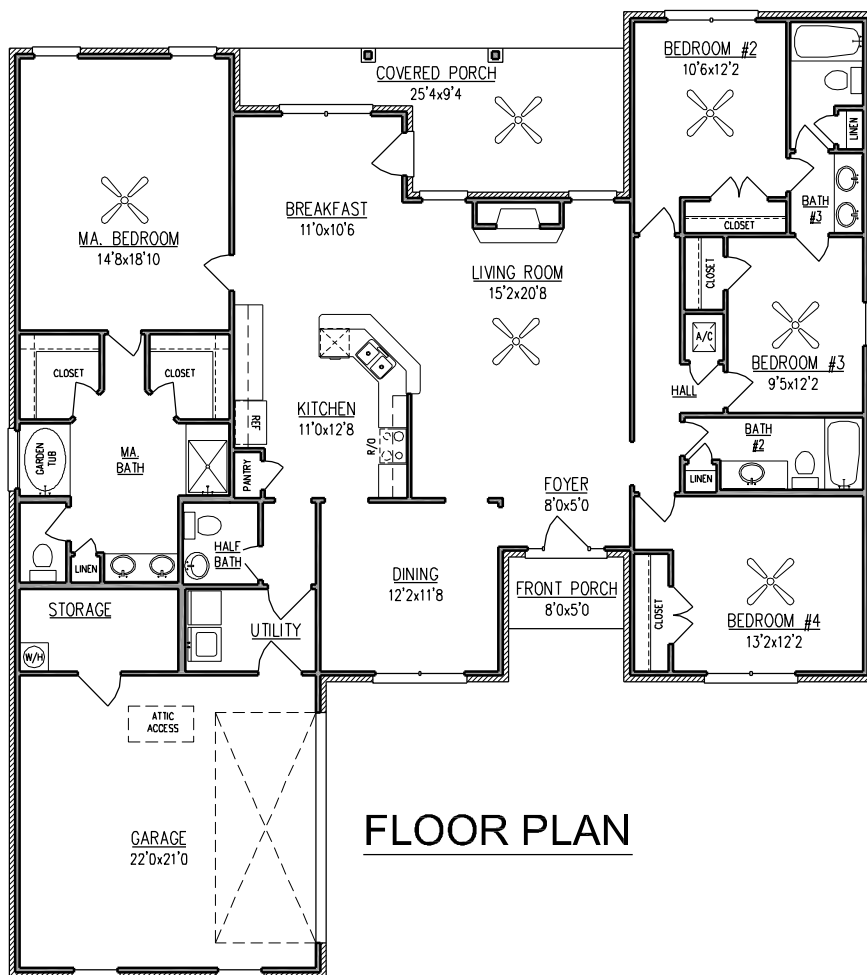 BEDROOM #2
10'6x12'2
COVERED PORCH
25'4x9'4
LINEN
BATH
#3
CLOSET
BREAKFAST
11'0x10'6
MA. BEDROOM
14'8x18'10
LIVING ROOM
15'2x20'8
CLOSET
A/C
BEDROOM #3
9'5x12'2
HALL
CLOSET
CLOSET
KITCHEN
11'0x12'8
REF
R/O
BATH
#2
MA.
BATH
GARDEN
TUB
PANTRY
LINEN
FOYER
8'0x5'0
HALF
BATH
LINEN
DINING
12'2x11'8
FRONT PORCH
8'0x5'0
STORAGE
UTILITY
CLOSET
BEDROOM #4
13'2x12'2
W/H
ATTIC
ACCESS
GARAGE
22'0x21'0
FLOOR PLAN